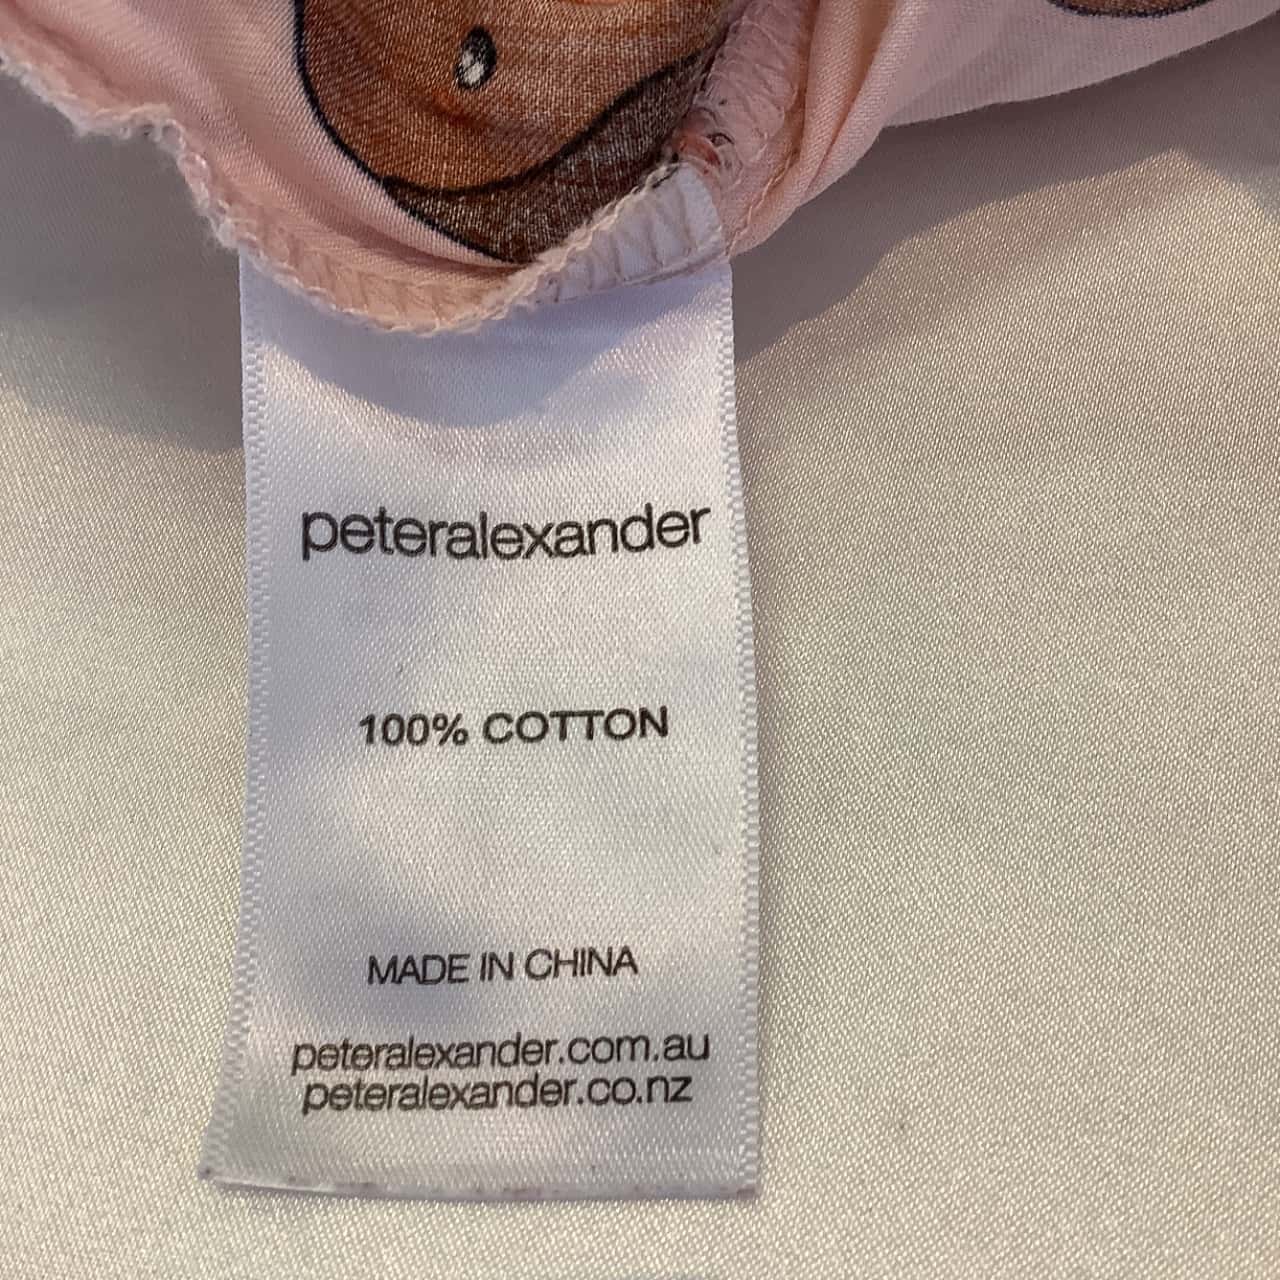 peteralexander
100% COTTON
MADE IN CHINA
peteralexander.com.au
peteralexander.co.nz